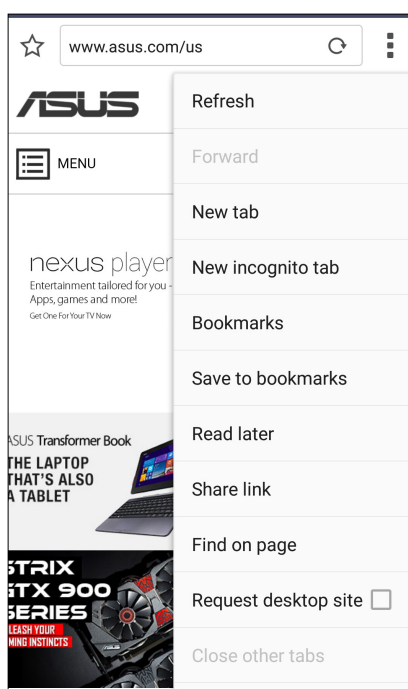 www.asus.com/us
ASUS
MENU
nexus player
Entertainment tailored for you -
Apps, games and more!
Get One For Your TV Now
ASUS Transformer Book
THE LAPTOP
THAT'S ALSO
A TABLET
STRIX
GTX 900
SERIES
LEASH YOUR
MING INSTINCTS
Refresh
Forward
New tab
New incognito tab
Bookmarks
Save to bookmarks
Read later
Share link
Find on page
Request desktop site
Close other tabs